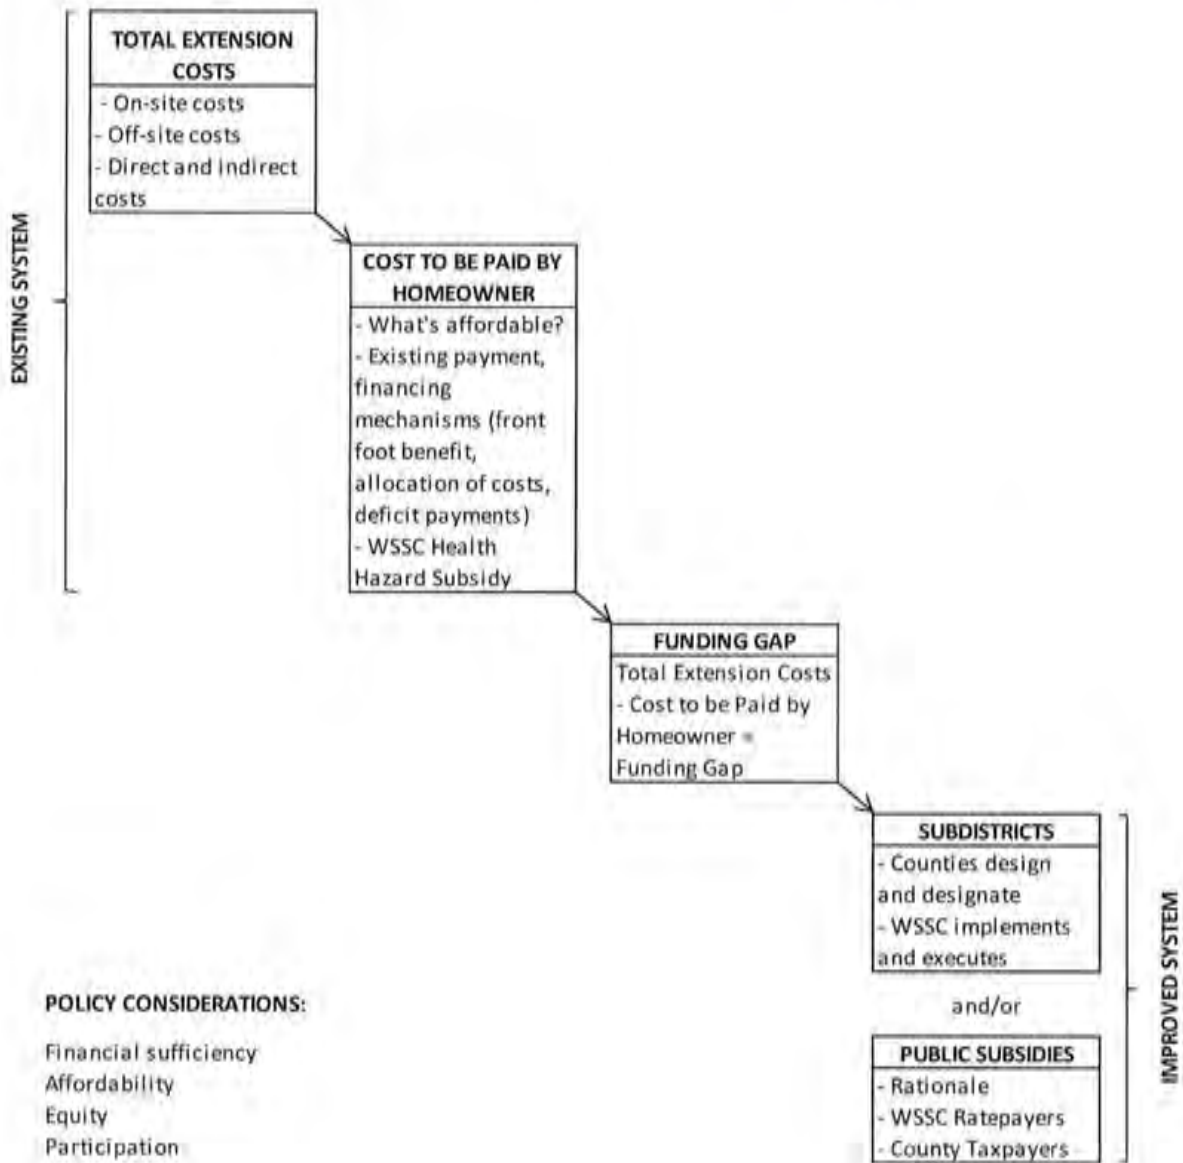 TOTAL EXTENSION
COSTS
- On-site costs
- Off-site costs
- Direct and indirect
costs
EXISTING SYSTEM
COST TO BE PAID BY
HOMEOWNER
- What's affordable?
- Existing payment,
financing
mechanisms (front
foot benefit,
allocation of costs,
deficit payments)
- WSSC Health
Hazard Subsidy
FUNDING GAP
Total Extension Costs
- Cost to be Paid by
Homeowner =
Funding Gap
SUBDISTRICTS
- Counties design
and designate
- WSSC implements
and executes
and/or
PUBLIC SUBSIDIES
- Rationale
- WSSC Ratepayers
- County Taxpayers
IMPROVED SYSTEM
POLICY CONSIDERATIONS:
Financial sufficiency
Affordability
Equity
Participation